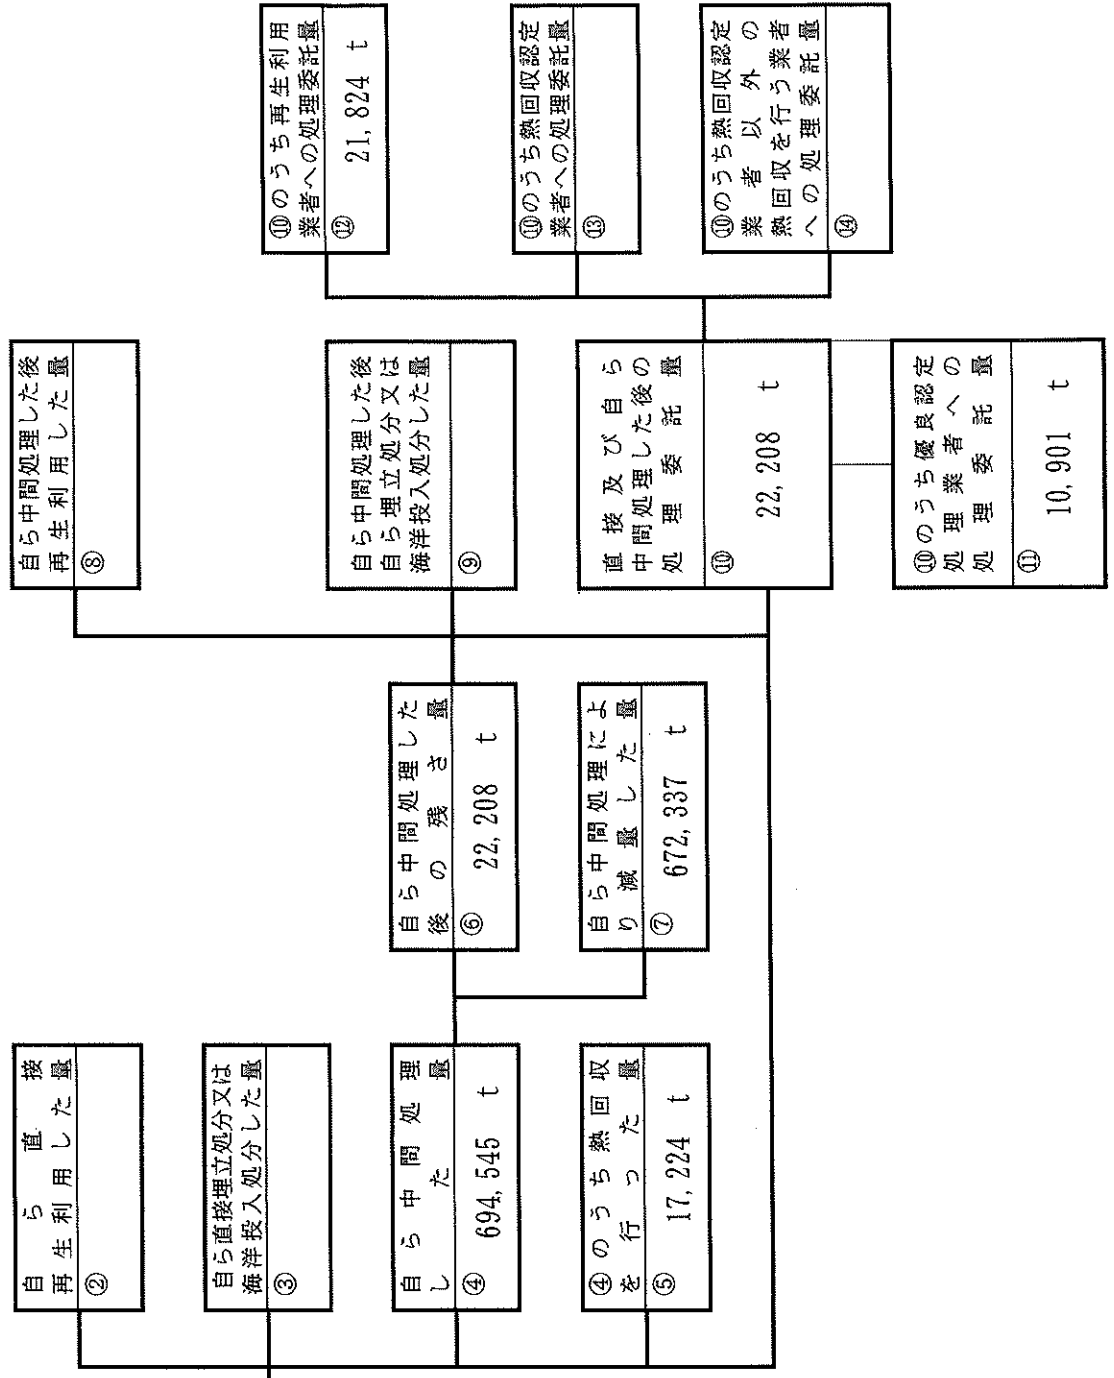 自ら直接
再生利用した量
②
自ら直接埋立処分又は
海洋投入処分した量
③
自ら中間処理
した量
④
694,545 t
④のうち熱回収
を行った量
⑤
17,224 t
自ら中間処理した
後の残さ量
⑥
22,208 t
自ら中間処理によ
り減量した量
⑦
672,337 t
自ら中間処理した後
再生利用した量
⑧
自ら中間処理した後
自ら埋立処分又は
海洋投入処分した量
⑨
直接及び自ら
中間処理した後の
処理委託量
⑩
22,208 t
⑩のうち優良認定
処理業者への
処理委託量
⑪
10,901 t
⑩のうち再生利用
業者への処理委託量
⑫
21,824 t
⑩のうち熱回収認定
業者への処理委託量
⑬
⑩のうち熱回収認定
業者以外の
熱回収を行う業者
への処理委託量
⑭